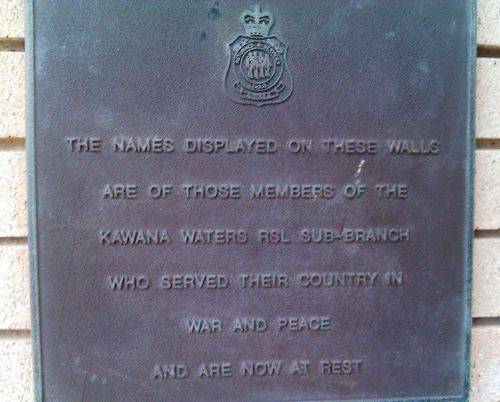 THE NAMES DISPLAYED ON THESE WALLS
ARE OF THOSE MEMBERS OF THE
KAWANA WATERS RSL SUB-BRANCH
WHO SERVED THEIR COUNTRY IN
WAR AND PEACE
AND ARE NOW AT REST